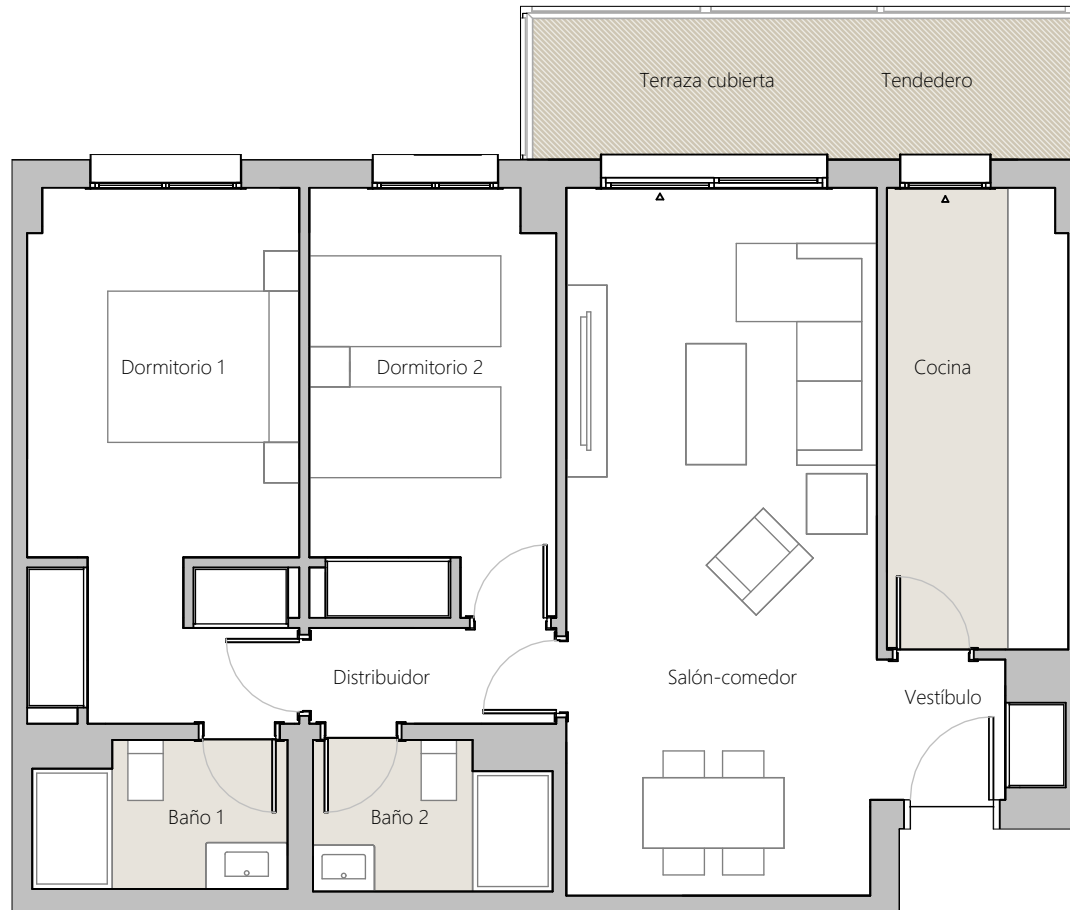 Terraza cubierta
Tendedero
Dormitorio 1
Dormitorio 2
Cocina
Distribuidor
Salón-comedor
Vestíbulo
Baño 1
Baño 2